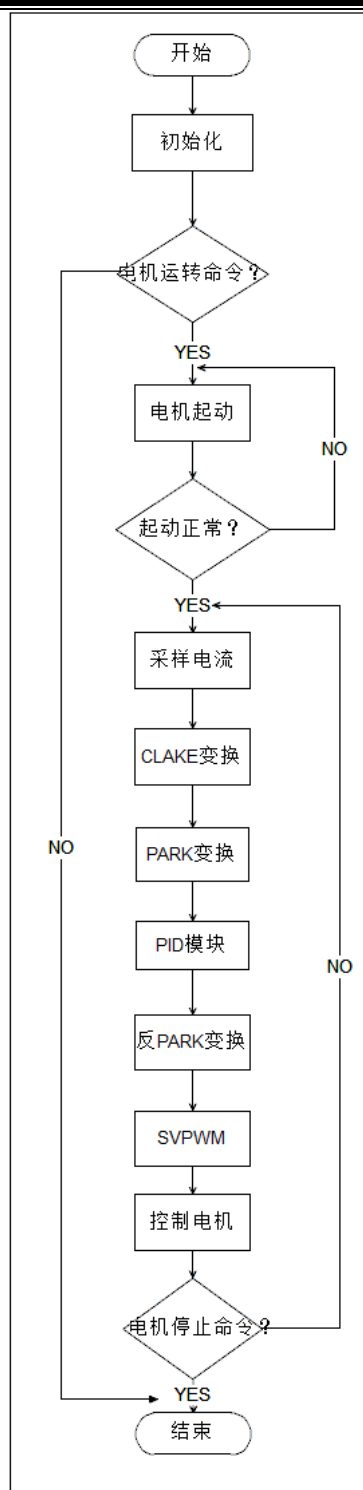 开始
初始化
电机运转命令？
YES
电机起动
NO
起动正常？
YES
采样电流
CLAKE变换
NO
PARK变换
PID模块
NO
反PARK变换
SVPWM
控制电机
电机停止命令？
YES
结束